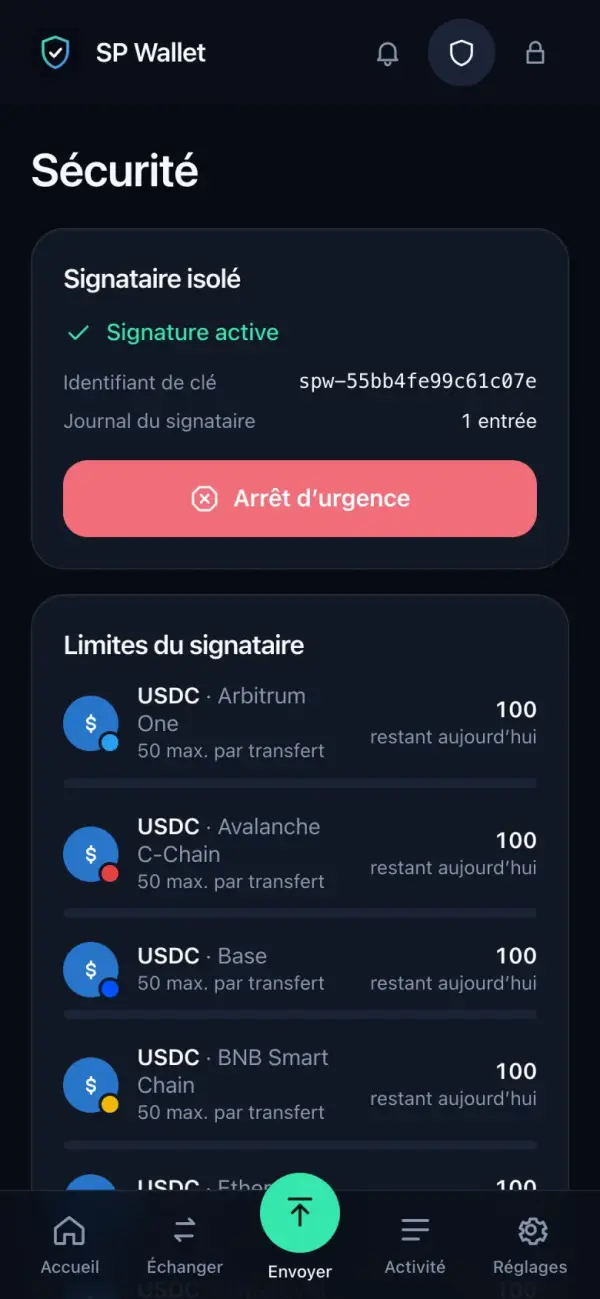 SP Wallet
Sécurité
Signataire isolé
Signature active
Identifiant de clé spw-55bb4fe99c61c07e
Journal du signataire 1 entrée
Arrêt d’urgence
Limites du signataire
USDC · Arbitrum One
50 max. par transfert
100
restant aujourd’hui
USDC · Avalanche C-Chain
50 max. par transfert
100
restant aujourd’hui
USDC · Base
50 max. par transfert
100
restant aujourd’hui
USDC · BNB Smart Chain
50 max. par transfert
100
restant aujourd’hui
USDC
100
Accueil
Échanger
Envoyer
Activité
Réglages